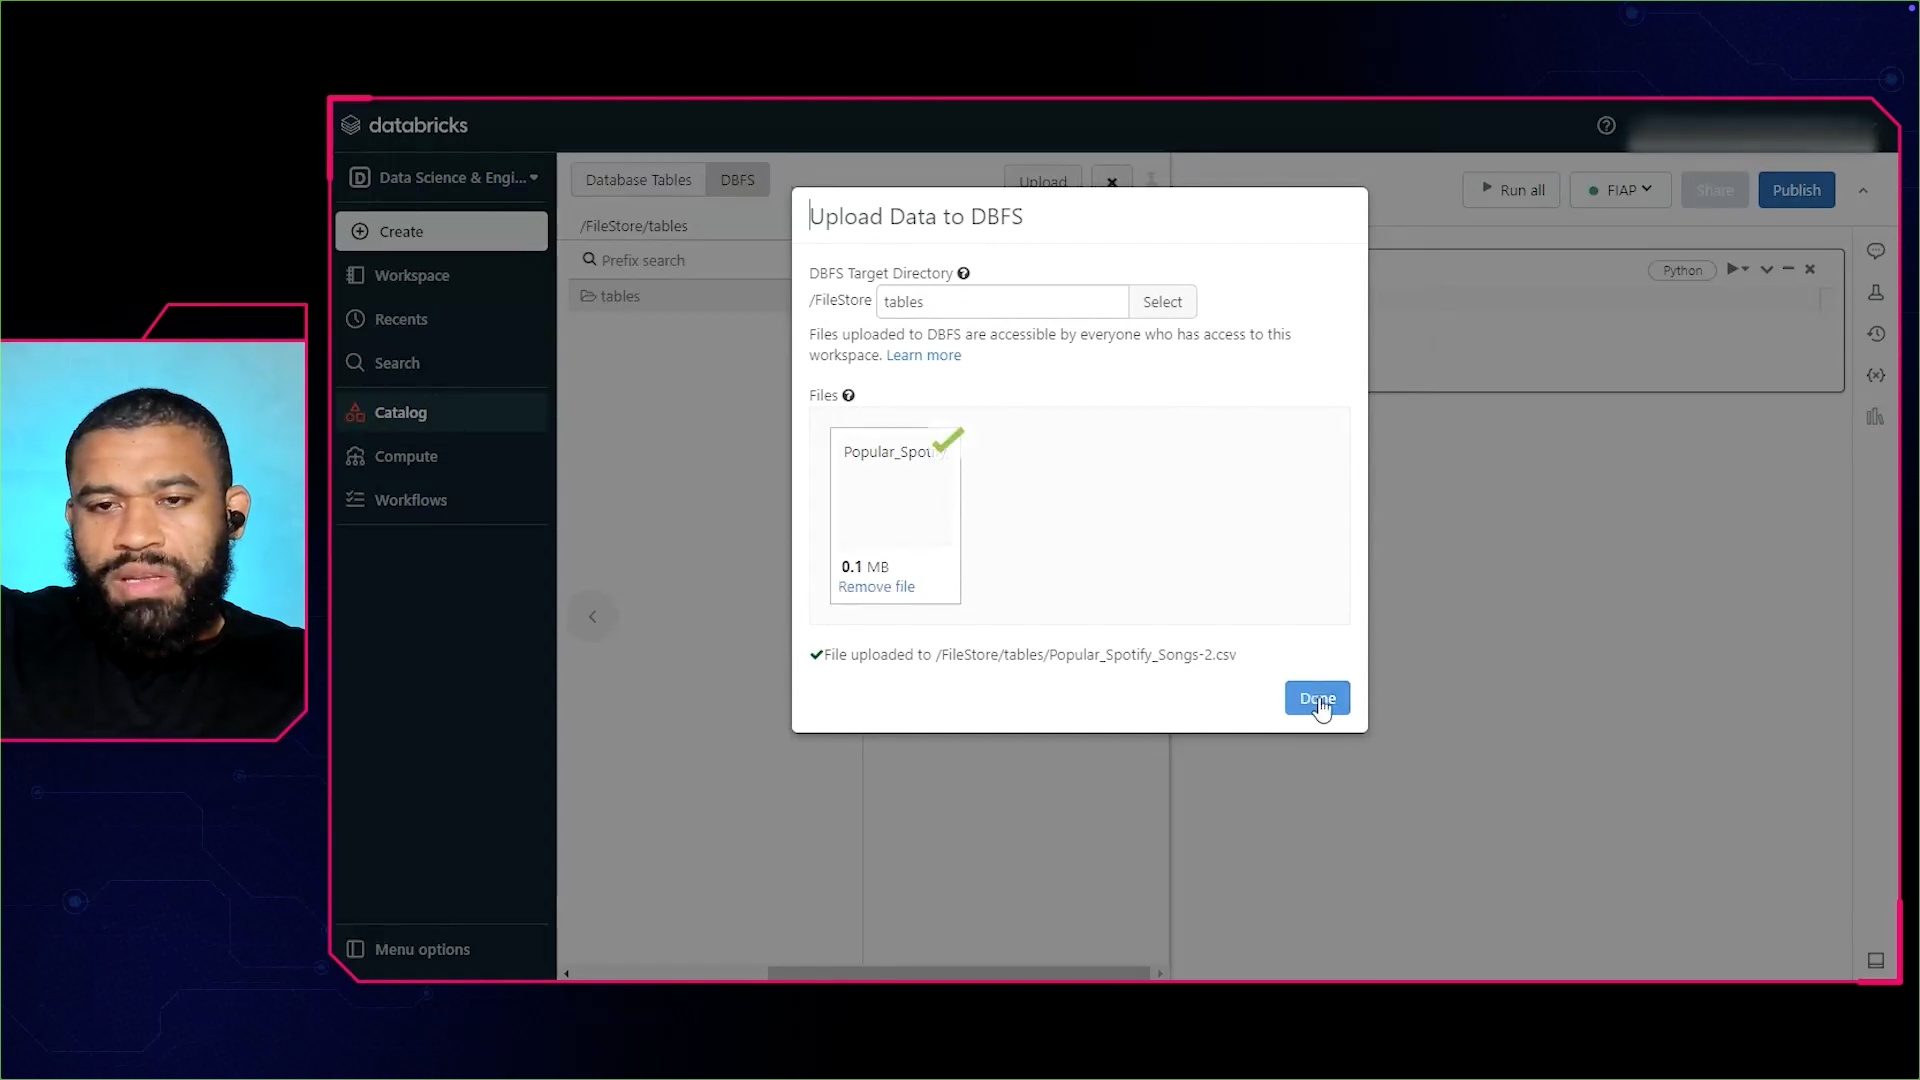 databricks
Data Science & Engi...
Create
Workspace
Recents
Search
Catalog
Compute
Workflows
Menu options
Database Tables
DBFS
Upload
/FileStore/tables
Prefix search
tables
Run all
FIAP
Share
Publish
Python
Upload Data to DBFS
DBFS Target Directory
/FileStore
tables
Select
Files uploaded to DBFS are accessible by everyone who has access to this
workspace. Learn more
Files
Popular_Spoti
0.1 MB
Remove file
File uploaded to /FileStore/tables/Popular_Spotify_Songs-2.csv
Done